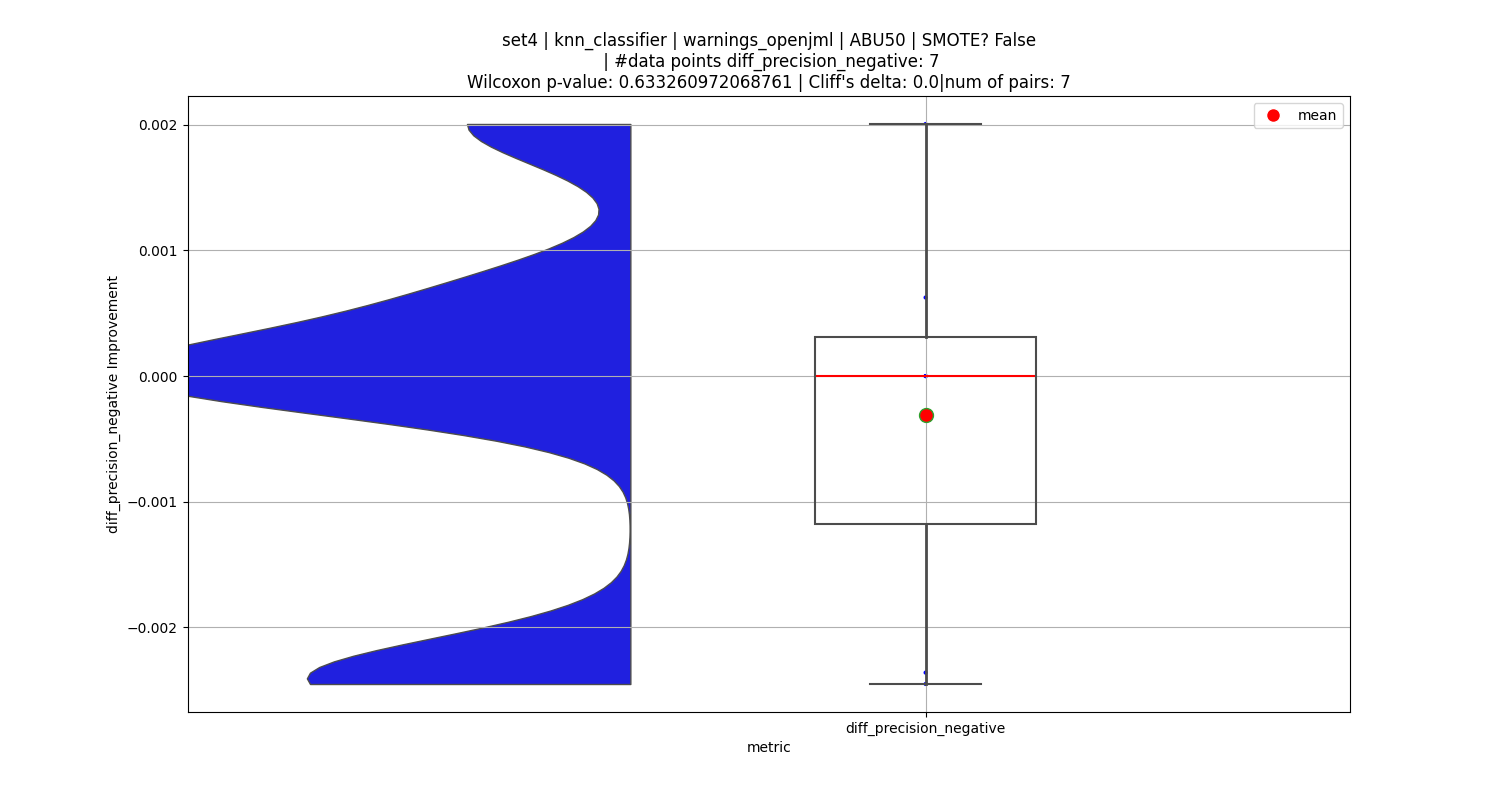 set4 | knn_classifier | warnings_openjml | ABU50 | SMOTE? False
| #data points diff_precision_negative: 7
Wilcoxon p-value: 0.633260972068761 | Cliff's delta: 0.0|num of pairs: 7
mean
0.002
0.001
0.000
−0.001
−0.002
diff_precision_negative Improvement
diff_precision_negative
metric